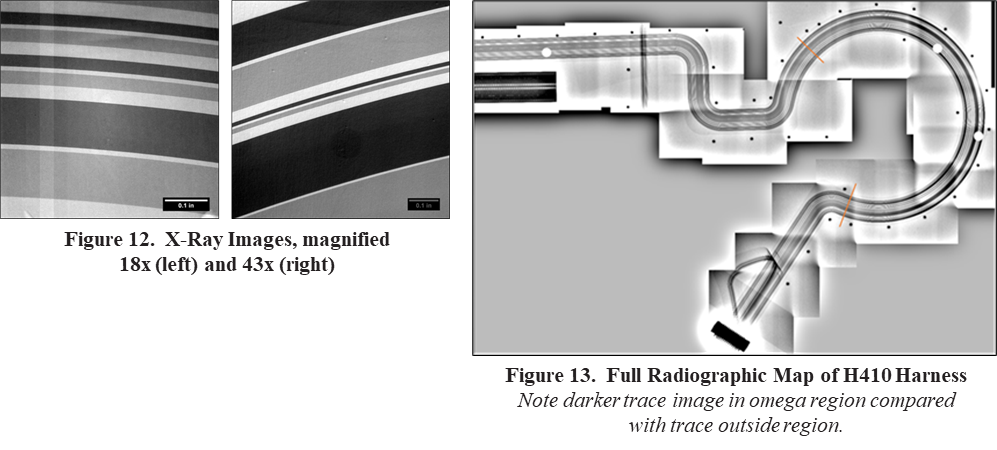 0.1 in
0.1 in
Figure 12. X-Ray Images, magnified
18x (left) and 43x (right)
Figure 13. Full Radiographic Map of H410 Harness
Note darker trace image in omega region compared
with trace outside region.